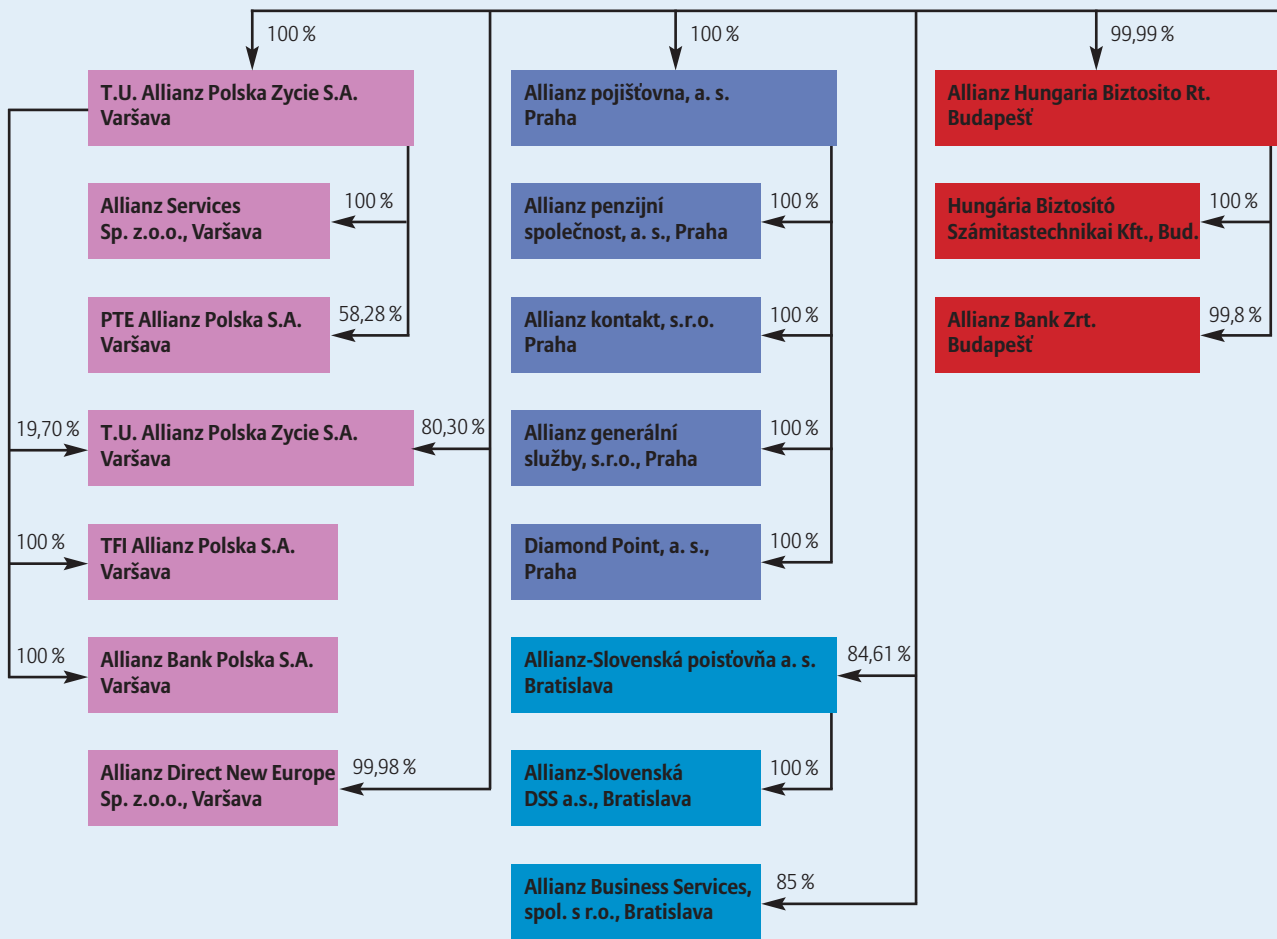 100 %
100 %
99,99 %
T.U. Allianz Polska Zycie S.A.
Varšava
Allianz pojišťovna, a. s.
Praha
Allianz Hungaria Biztosito Rt.
Budapešť
Allianz Services
Sp. z.o.o., Varšava
100 %
Allianz penzijní
společnost, a. s., Praha
100 %
Hungária Biztosító
Számitastechnikai Kft., Bud.
100 %
PTE Allianz Polska S.A.
Varšava
58,28 %
Allianz kontakt, s.r.o.
Praha
100 %
Allianz Bank Zrt.
Budapešť
99,8 %
19,70 %
T.U. Allianz Polska Zycie S.A.
Varšava
80,30 %
Allianz generální
služby, s.r.o., Praha
100 %
100 %
TFI Allianz Polska S.A.
Varšava
Diamond Point, a. s.,
Praha
100 %
100 %
Allianz Bank Polska S.A.
Varšava
Allianz-Slovenská poisťovňa a. s.
Bratislava
84,61 %
Allianz Direct New Europe
Sp. z.o.o., Varšava
99,98 %
Allianz-Slovenská
DSS a.s., Bratislava
100 %
Allianz Business Services,
spol. s r.o., Bratislava
85 %